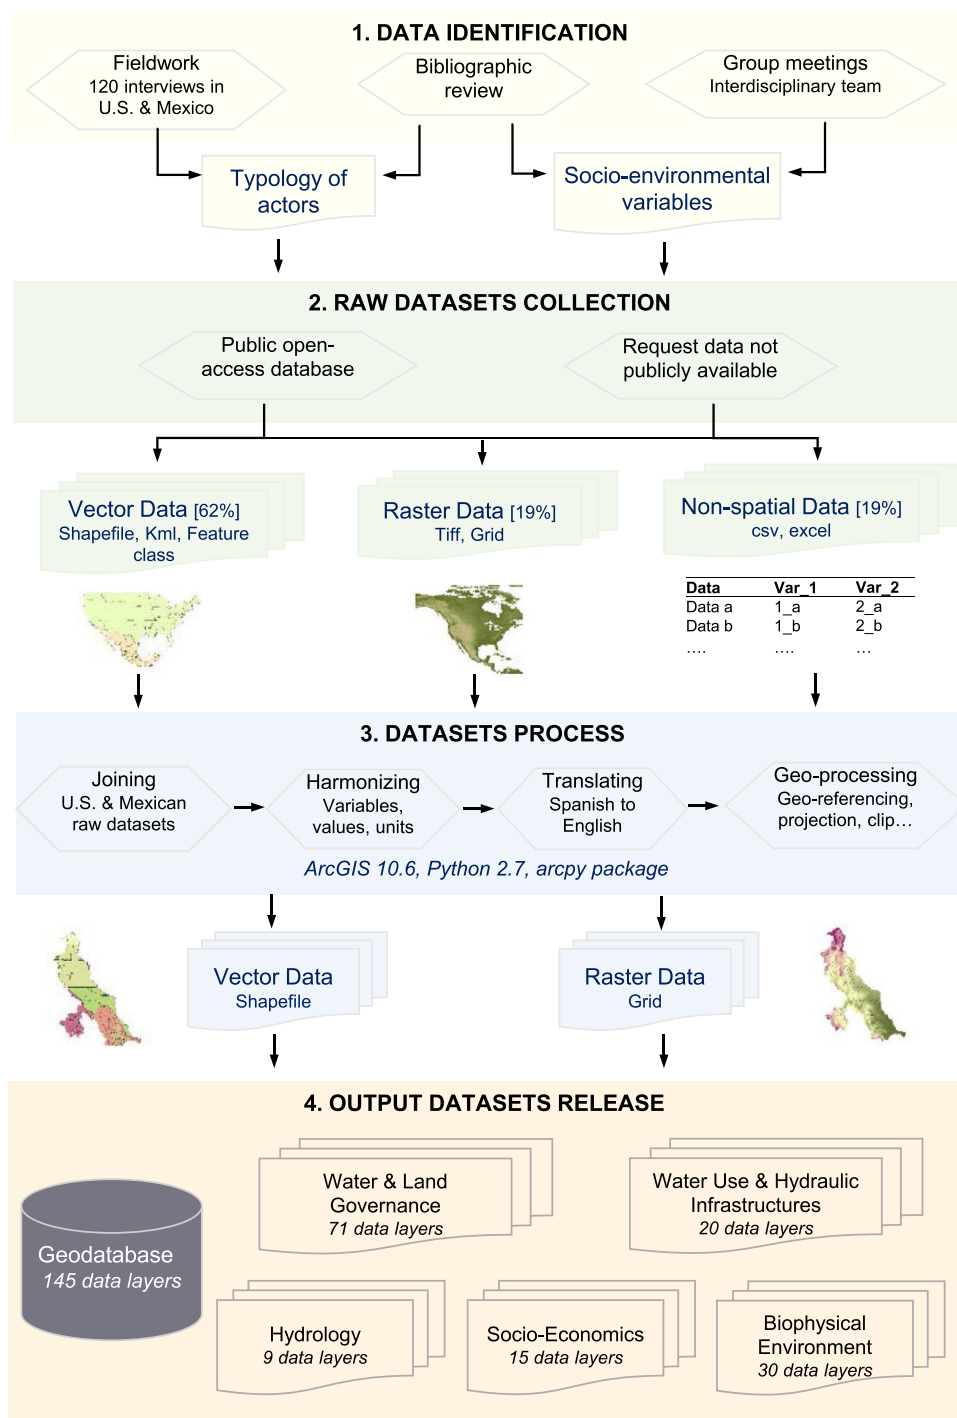 1. DATA IDENTIFICATION
Fieldwork
120 interviews in
U.S. & Mexico
Bibliographic
review
Group meetings
Interdisciplinary team
Typology of
actors
Socio-environmental
variables
2. RAW DATASETS COLLECTION
Public open-
access database
Request data not
publicly available
Vector Data [62%]
Shapefile, Kml, Feature
class
Raster Data [19%]
Tiff, Grid
Non-spatial Data [19%]
csv, excel
Data Var_1 Var_2
Data a 1_a 2_a
Data b 1_b 2_b
.... .... ...
3. DATASETS PROCESS
Joining
U.S. & Mexican
raw datasets
Harmonizing
Variables,
values, units
Translating
Spanish to
English
Geo-processing
Geo-referencing,
projection, clip...
ArcGIS 10.6, Python 2.7, arcpy package
Vector Data
Shapefile
Raster Data
Grid
4. OUTPUT DATASETS RELEASE
Geodatabase
145 data layers
Water & Land
Governance
71 data layers
Water Use & Hydraulic
Infrastructures
20 data layers
Hydrology
9 data layers
Socio-Economics
15 data layers
Biophysical
Environment
30 data layers